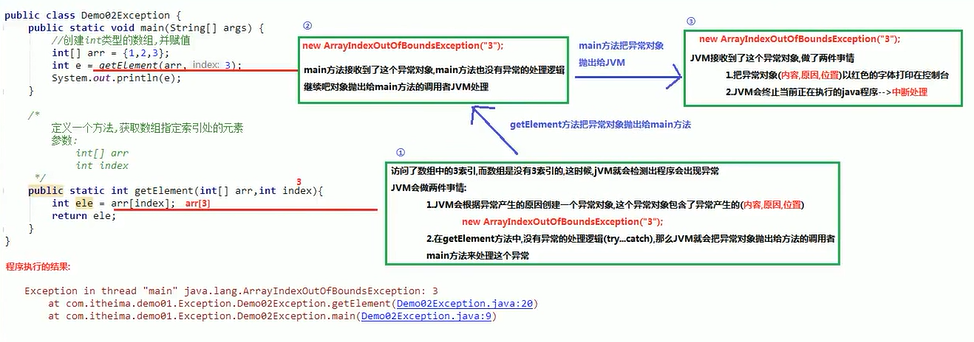 public class Demo02Exception {
public static void main(String[] args) {
//创建int类型的数组,并赋值
int[] arr = {1,2,3};
int e = getElement(arr, index: 3);
System.out.println(e);
}
/*
定义一个方法,获取数组指定索引处的元素
参数:
int[] arr
int index
*/
3
public static int getElement(int[] arr,int index){
int ele = arr[index]; arr[3]
return ele;
}
}
②
new ArrayIndexOutOfBoundsException("3");
main方法接收到了这个异常对象,main方法也没有异常的处理逻辑
继续吧对象抛出给main方法的调用者JVM处理
main方法把异常对象
抛出给JVM
③
new ArrayIndexOutOfBoundsException("3");
JVM接收到了这个异常对象,做了两件事情
1.把异常对象(内容,原因,位置)以红色的字体打印在控制台
2.JVM会终止当前正在执行的java程序-->中断处理
getElement方法把异常对象抛出给main方法
①
访问了数组中的3索引,而数组是没有3索引的,这时候,jVM就会检测出程序会出现异常
JVM会做两件事情:
1.JVM会根据异常产生的原因创建一个异常对象,这个异常对象包含了异常产生的(内容,原因,位置)
new ArrayIndexOutOfBoundsException("3");
2.在getElement方法中,没有异常的处理逻辑(try...catch),那么JVM就会把异常对象抛出给方法的调用者
main方法来处理这个异常
程序执行的结果:
Exception in thread "main" java.lang.ArrayIndexOutOfBoundsException: 3
at com.itheima.demo01.Exception.Demo02Exception.getElement(Demo02Exception.java:20)
at com.itheima.demo01.Exception.Demo02Exception.main(Demo02Exception.java:9)